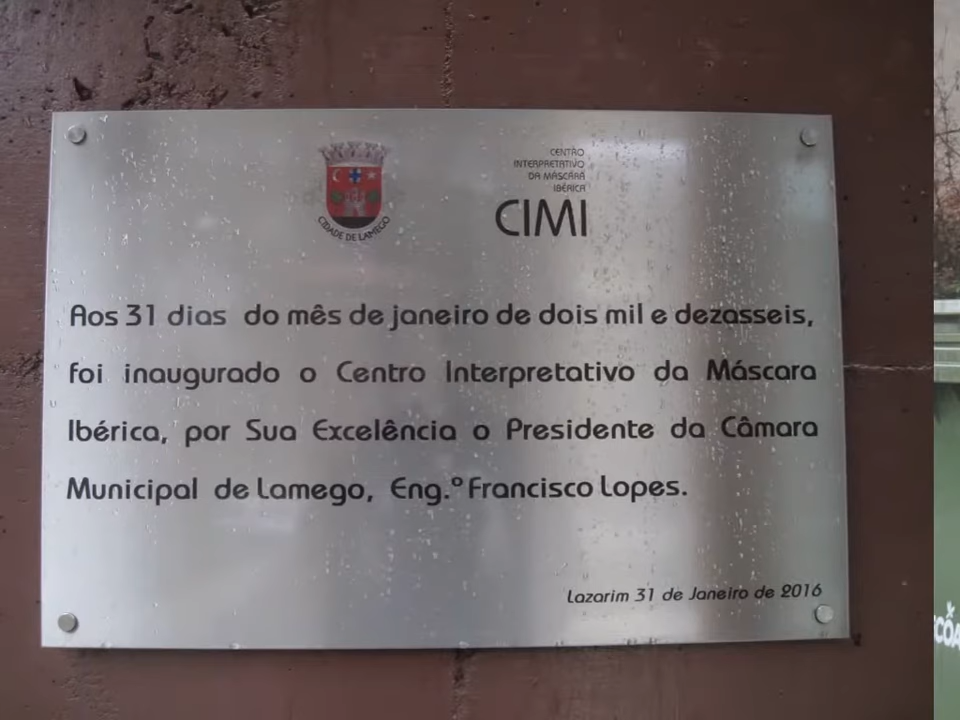 CIDADE DE LAMEGO
CENTRO
INTERPRETATIVO
DA MÁSCARA
IBÉRICA
CIMI
Aos 31 dias do mês de janeiro de dois mil e dezasseis,
foi inaugurado o Centro Interpretativo da Máscara
Ibérica, por Sua Excelência o Presidente da Câmara
Municipal de Lamego, Eng.º Francisco Lopes.
Lazarim 31 de Janeiro de 2016